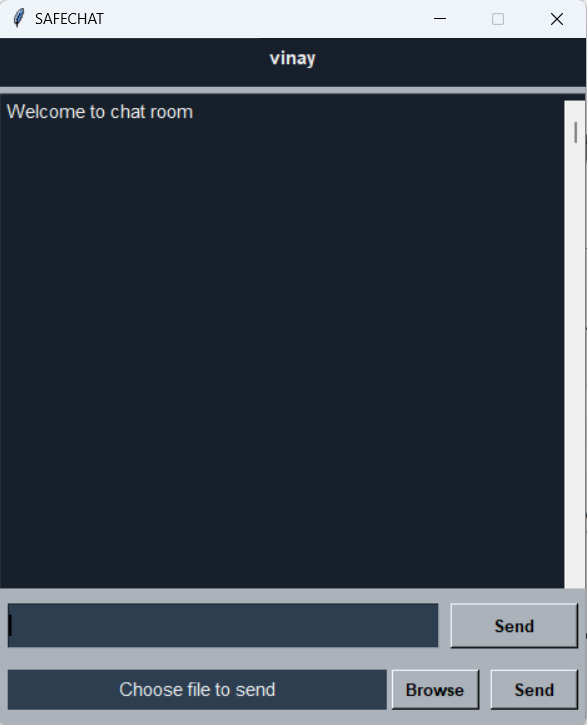 SAFECHAT
vinay
Welcome to chat room
Send
Choose file to send
Browse
Send